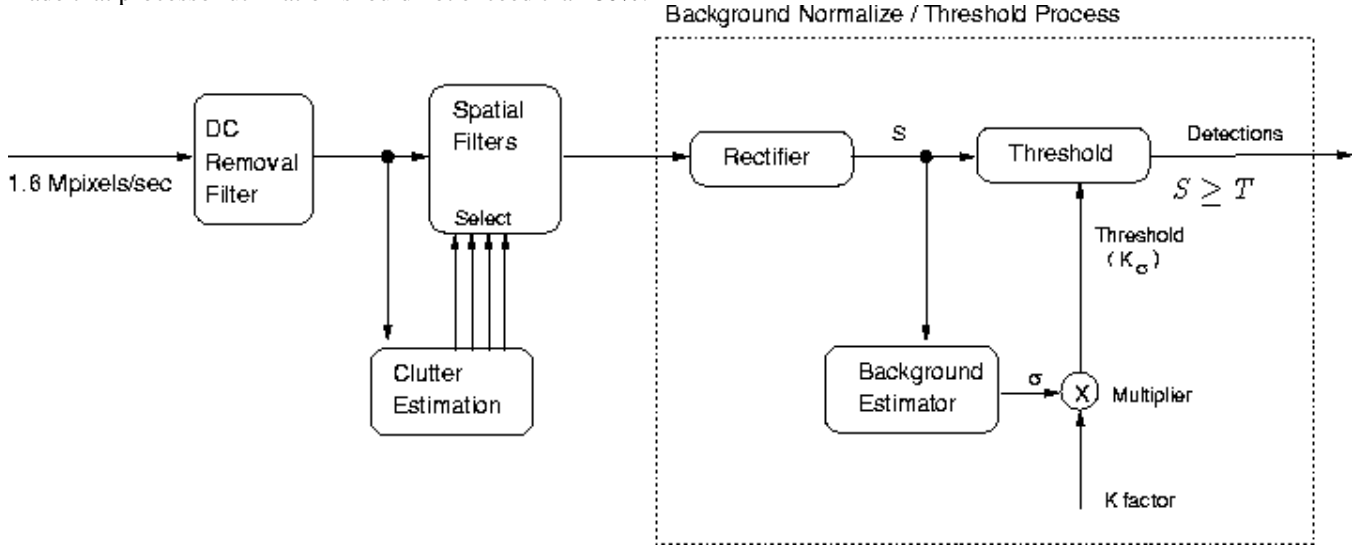 Background Normalize / Threshold Process
DC
Removal
Filter
1.6 Mpixels/sec
Spatial
Filters
Select
Clutter
Estimation
Rectifier
S
Threshold
Detections
S ≥ T
Threshold
(Kσ)
Background
Estimator
σ
X
Multiplier
K factor